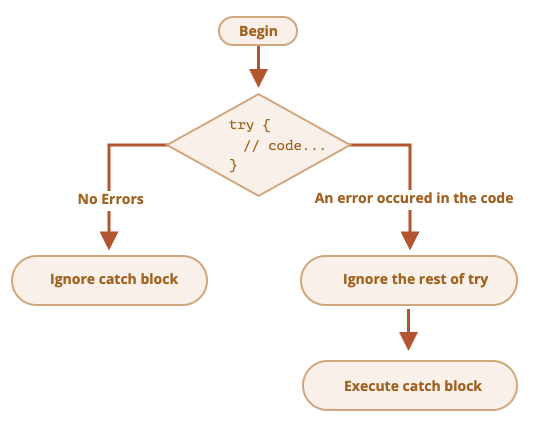 Begin
try {
// code...
}
No Errors
An error occured in the code
Ignore catch block
Ignore the rest of try
Execute catch block